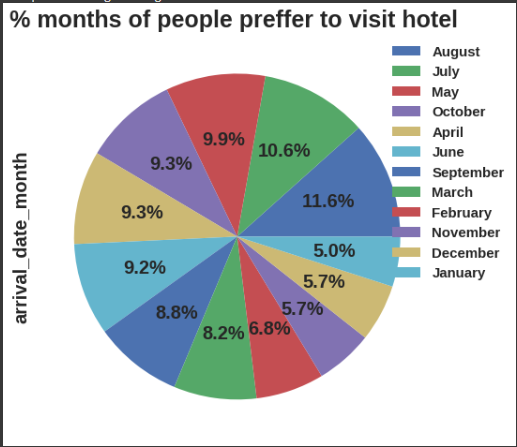 % months of people preffer to visit hotel
August
July
May
October
April
June
September
March
February
November
December
January
arrival_date_month
9.9%
10.6%
9.3%
11.6%
9.3%
5.0%
9.2%
5.7%
8.8%
5.7%
8.2%
6.8%